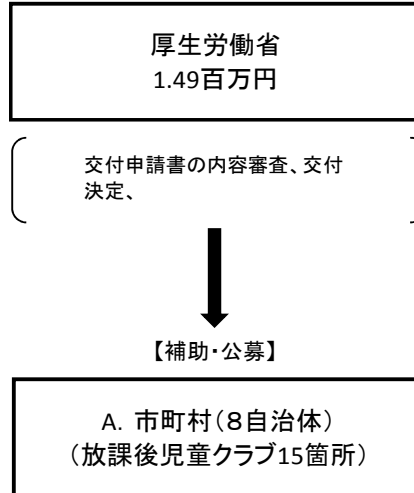 厚生労働省
1.49百万円
交付申請書の内容審査、交付
決定、
【補助・公募】
A. 市町村(8自治体)
(放課後児童クラブ15箇所)